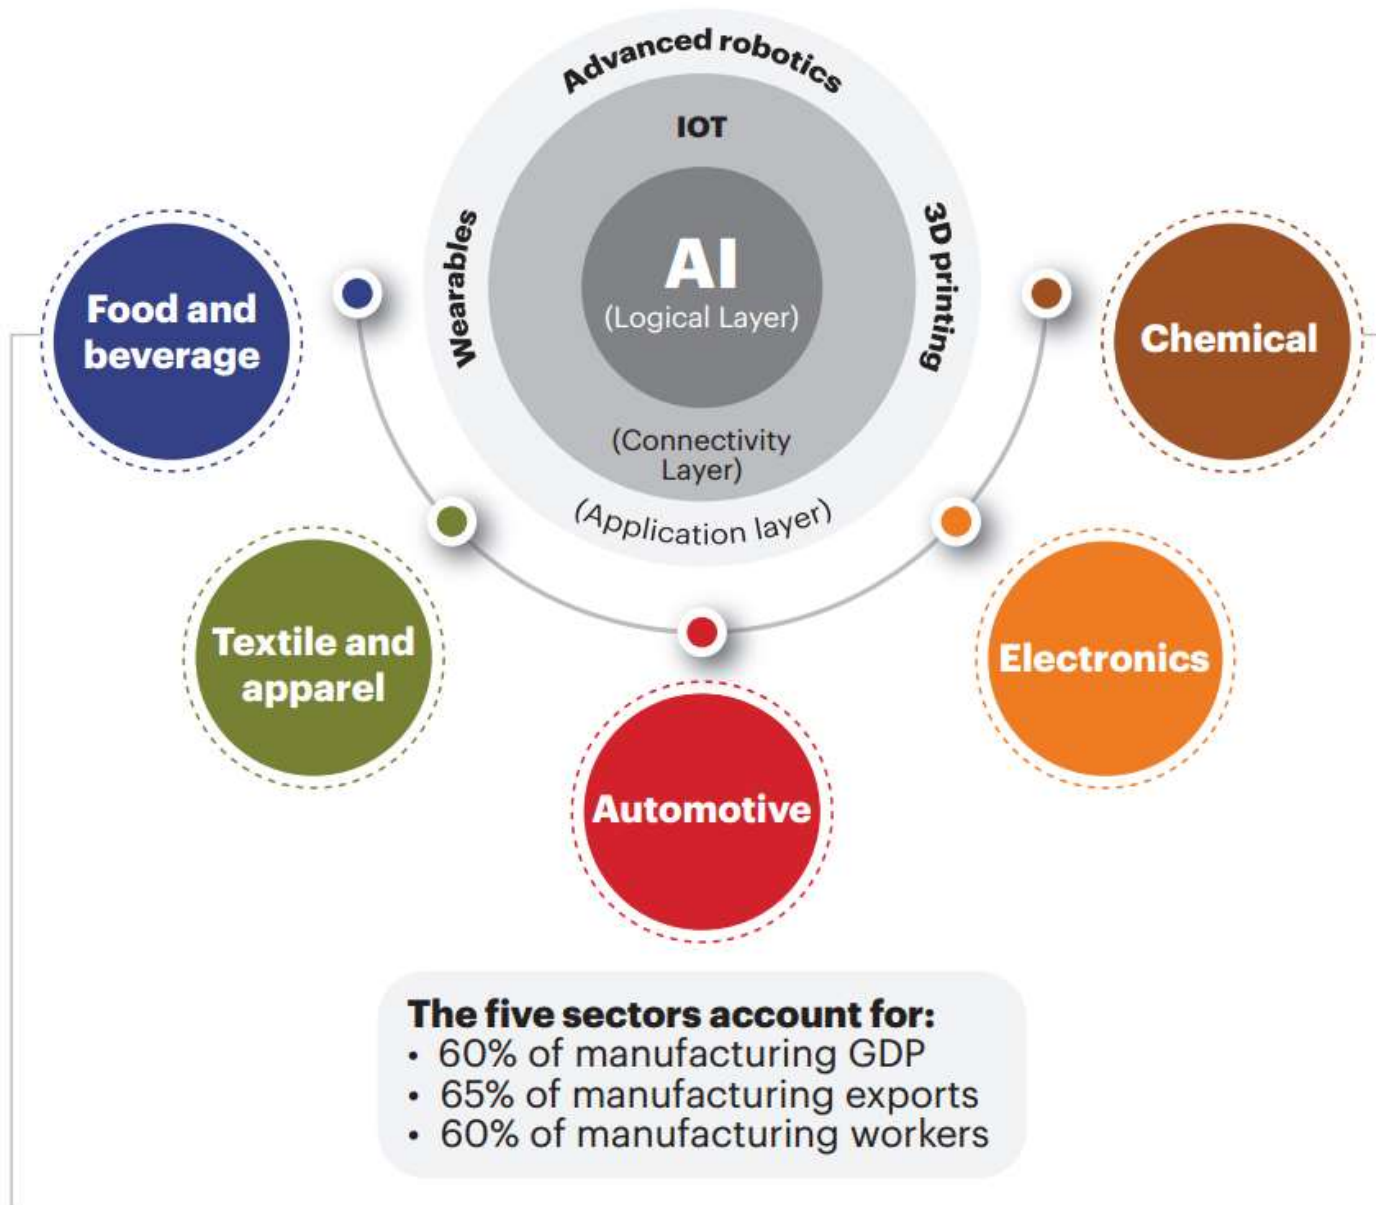 Advanced robotics
IOT
Wearables
3D printing
AI
(Logical Layer)
(Connectivity
Layer)
(Application layer)
Food and
beverage
Chemical
Textile and
apparel
Electronics
Automotive
The five sectors account for:
• 60% of manufacturing GDP
• 65% of manufacturing exports
• 60% of manufacturing workers